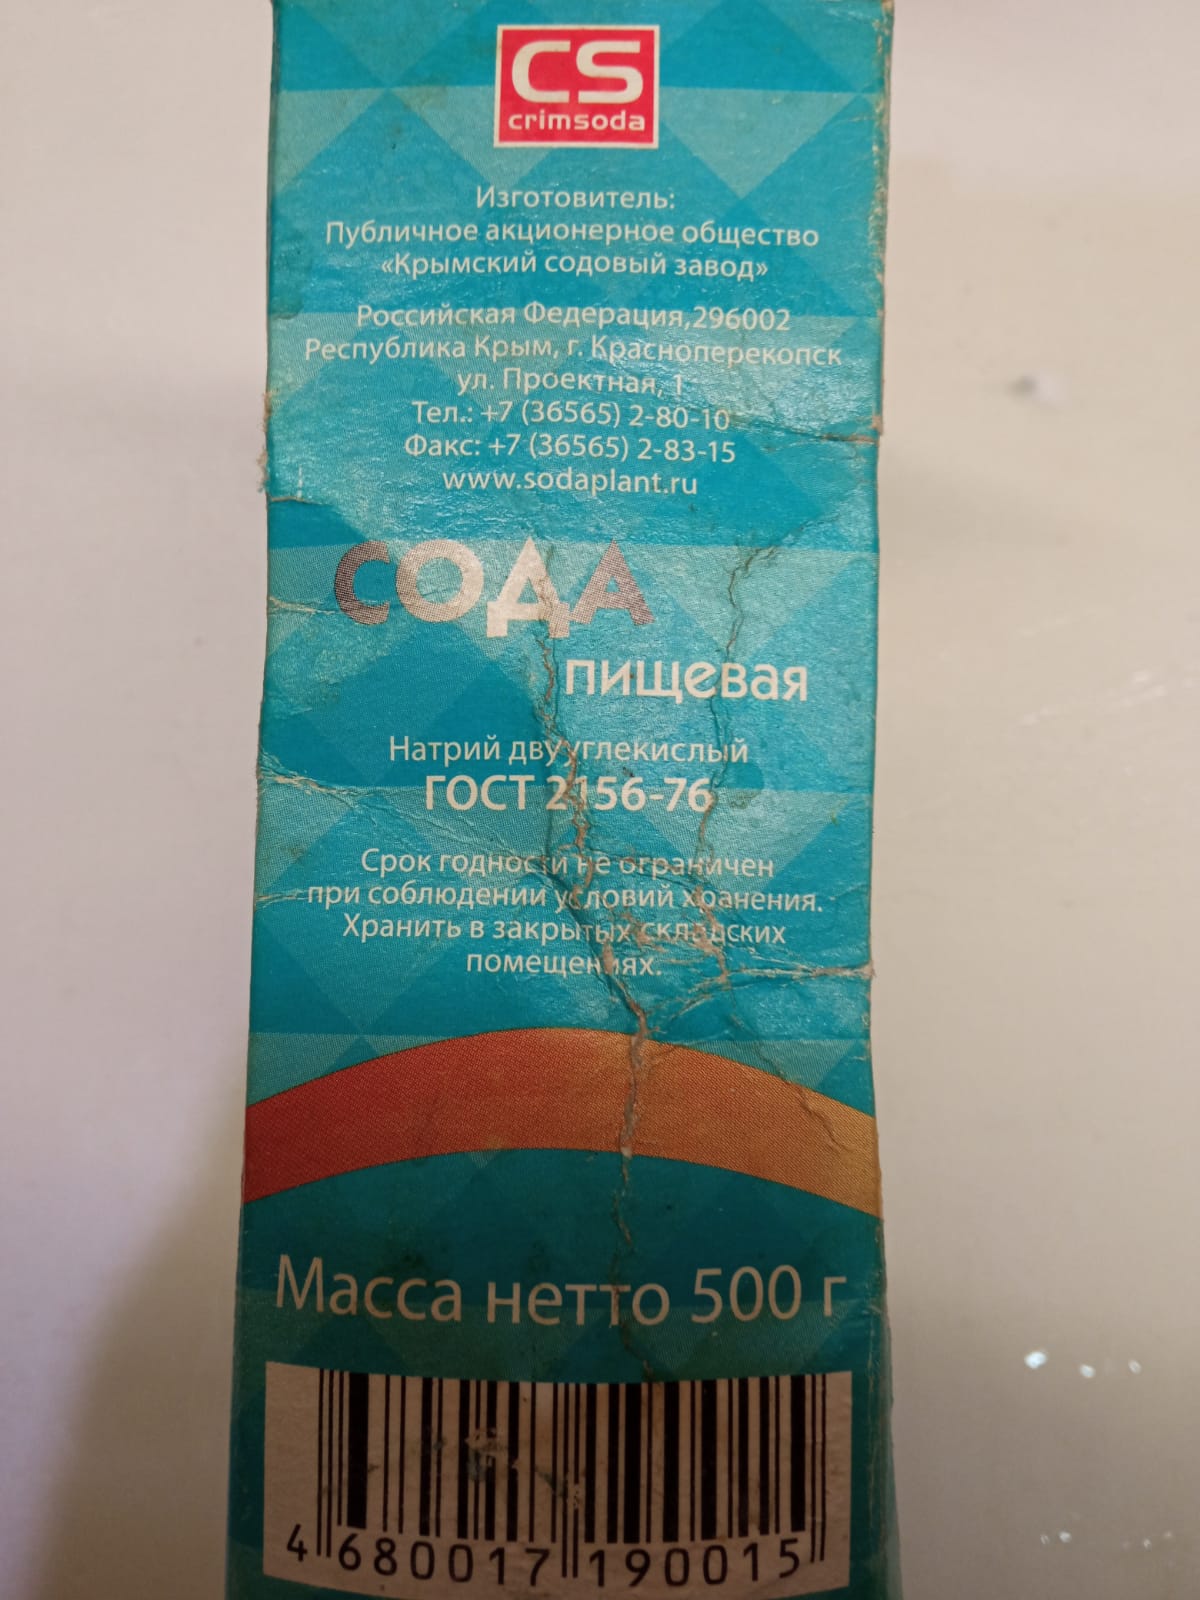 CS
crimsoda
Изготовитель:
Публичное акционерное общество
«Крымский содовый завод»
Российская Федерация,296002
Республика Крым, г. Красноперекопск
ул. Проектная, 1
Тел.: +7 (36565) 2-80-10
Факс: +7 (36565) 2-83-15
www.sodaplant.ru
СОДА
пищевая
Натрий двууглекислый
ГОСТ 2156-76
Срок годности не ограничен
при соблюдении условий хранения.
Хранить в закрытых складских
помещениях.
Масса нетто 500 г
4 680017 190015